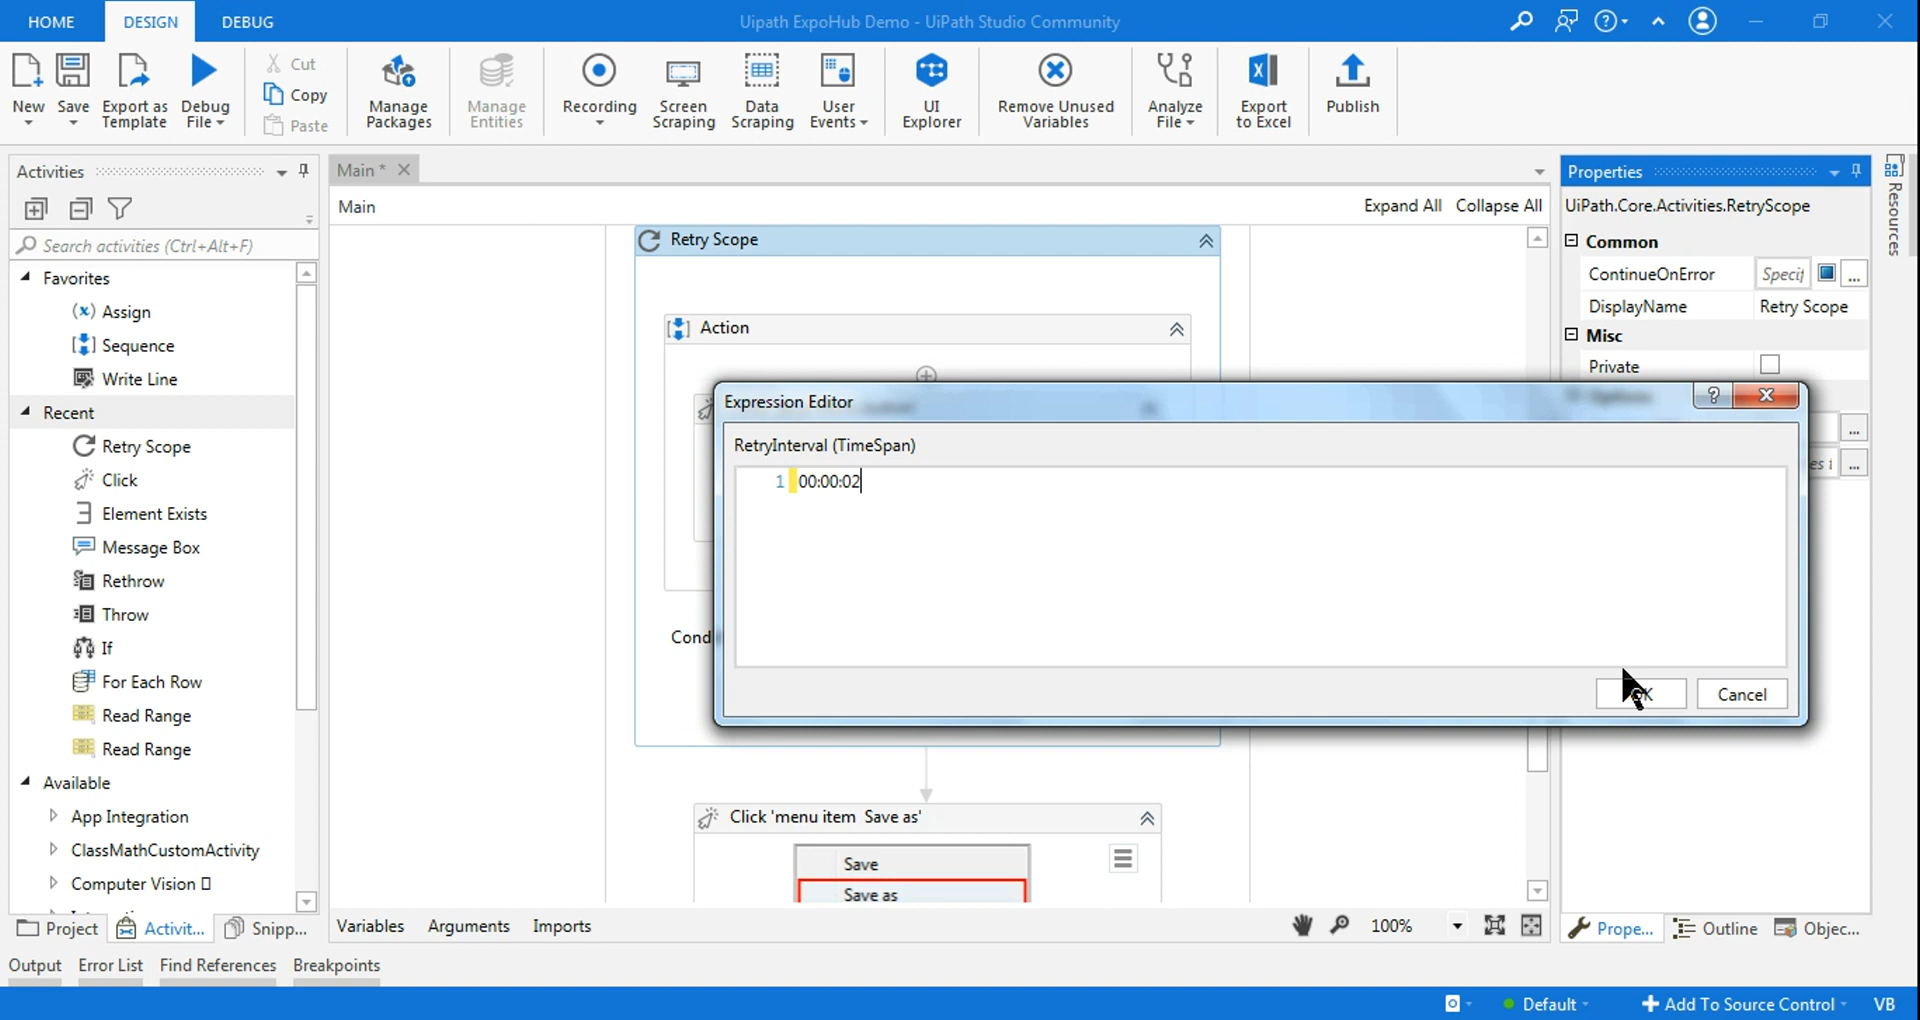 HOME DESIGN DEBUG Uipath ExpoHub Demo - UiPath Studio Community
New Save Export as Template Debug File Cut Copy Paste Manage Packages Manage Entities Recording Screen Scraping Data Scraping User Events UI Explorer Remove Unused Variables Analyze File Export to Excel Publish
Activities
Search activities (Ctrl+Alt+F)
Favorites
Assign
Sequence
Write Line
Recent
Retry Scope
Click
Element Exists
Message Box
Rethrow
Throw
If
For Each Row
Read Range
Read Range
Available
App Integration
ClassMathCustomActivity
Computer Vision
Project Activit... Snipp...
Main *
Main Expand All Collapse All
Retry Scope
Action
Cond
Expression Editor
RetryInterval (TimeSpan)
1 00:00:02
Cancel
Click 'menu item Save as'
Save
Save as
Variables Arguments Imports 100%
Properties
UiPath.Core.Activities.RetryScope
Common
ContinueOnError Specif ...
DisplayName Retry Scope
Misc
Private
...
...
Resources
Prope... Outline Objec...
Output Error List Find References Breakpoints
Default Add To Source Control VB